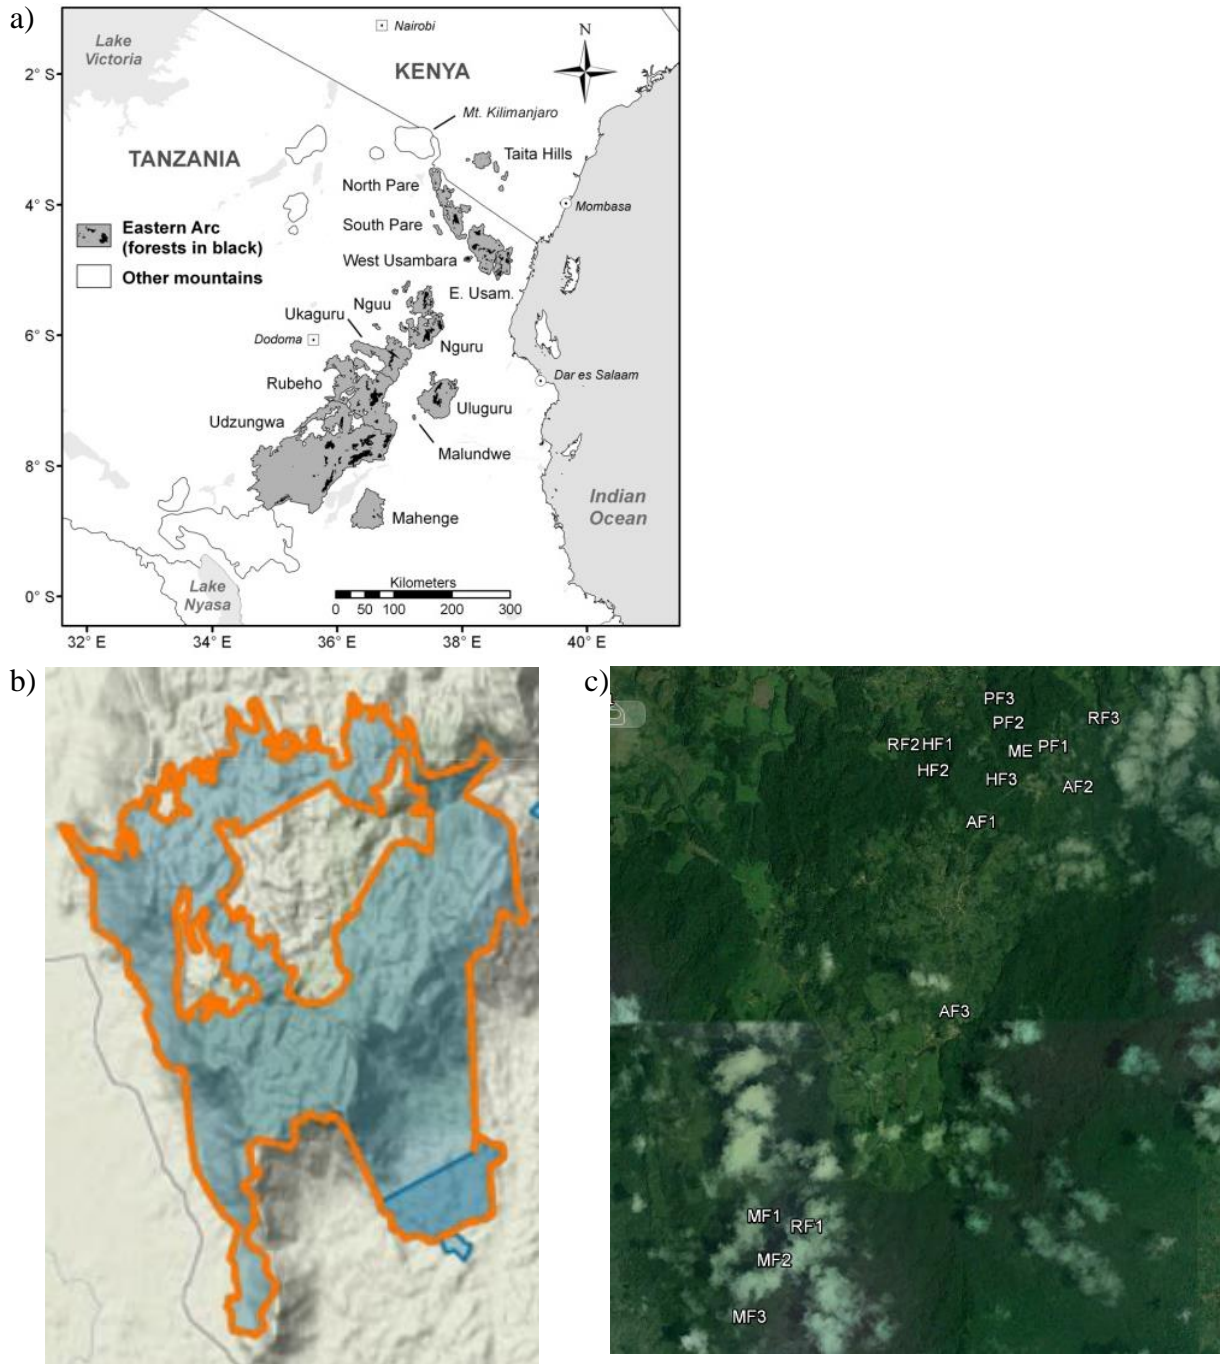 a)
Lake
Victoria
Nairobi
N
2° S
KENYA
Mt. Kilimanjaro
TANZANIA
Taita Hills
North Pare
4° S
Mombasa
South Pare
Eastern Arc
(forests in black)
West Usambara
Other mountains
E. Usam.
Nguu
Ukaguru
6° S
Dodoma
Nguru
Dar es Salaam
Rubeho
Uluguru
Udzungwa
Malundwe
8° S
Indian
Ocean
Mahenge
Lake
Nyasa
Kilometers
0 50 100 200 300
0° S
32° E 34° E 36° E 38° E 40° E
b)
c)
PF3
PF2
RF3
RF2 HF1
ME
PF1
HF2
HF3
AF2
AF1
AF3
MF1
RF1
MF2
MF3